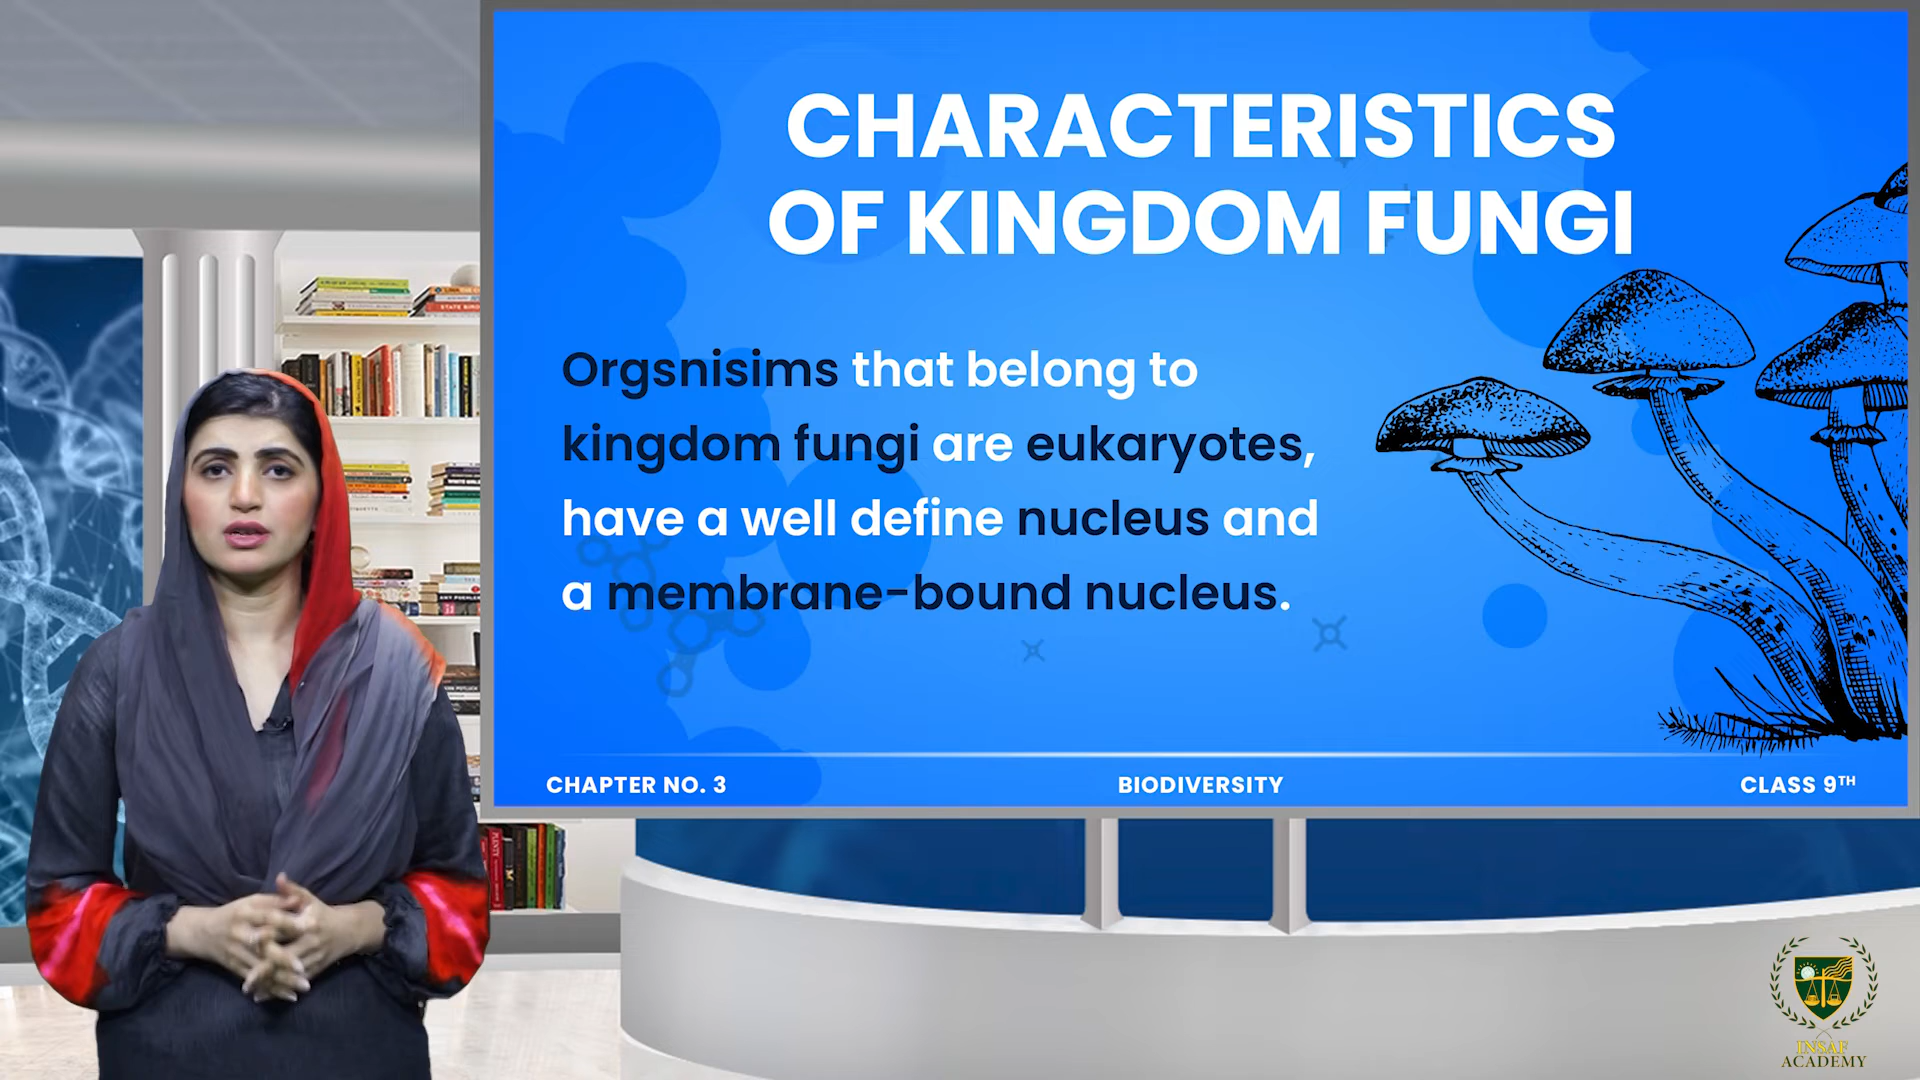 CHARACTERISTICS
OF KINGDOM FUNGI
Orgsnisims that belong to
kingdom fungi are eukaryotes,
have a well define nucleus and
a membrane-bound nucleus.
CHAPTER NO. 3
BIODIVERSITY
CLASS 9TH
INSAF
ACADEMY